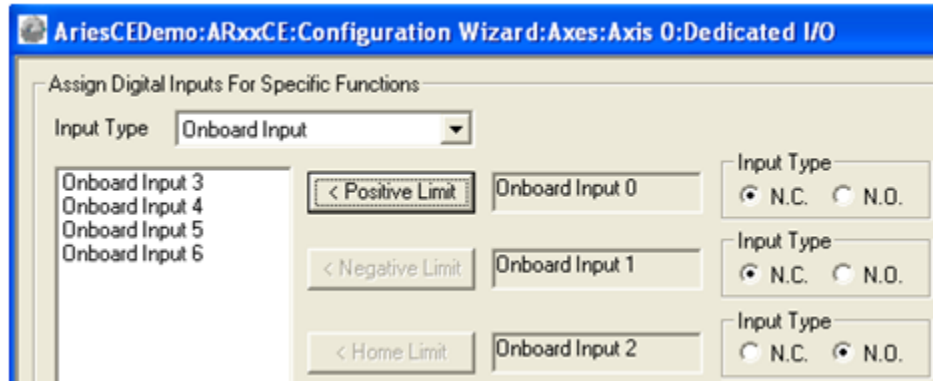 AriesCEDemo:ARxxCE:Configuration Wizard:Axes:Axis 0:Dedicated I/O
Assign Digital Inputs For Specific Functions
Input Type Onboard Input
Onboard Input 3
Onboard Input 4
Onboard Input 5
Onboard Input 6
< Positive Limit Onboard Input 0
Input Type
N.C. N.O.
< Negative Limit Onboard Input 1
Input Type
N.C. N.O.
< Home Limit Onboard Input 2
Input Type
N.C. N.O.